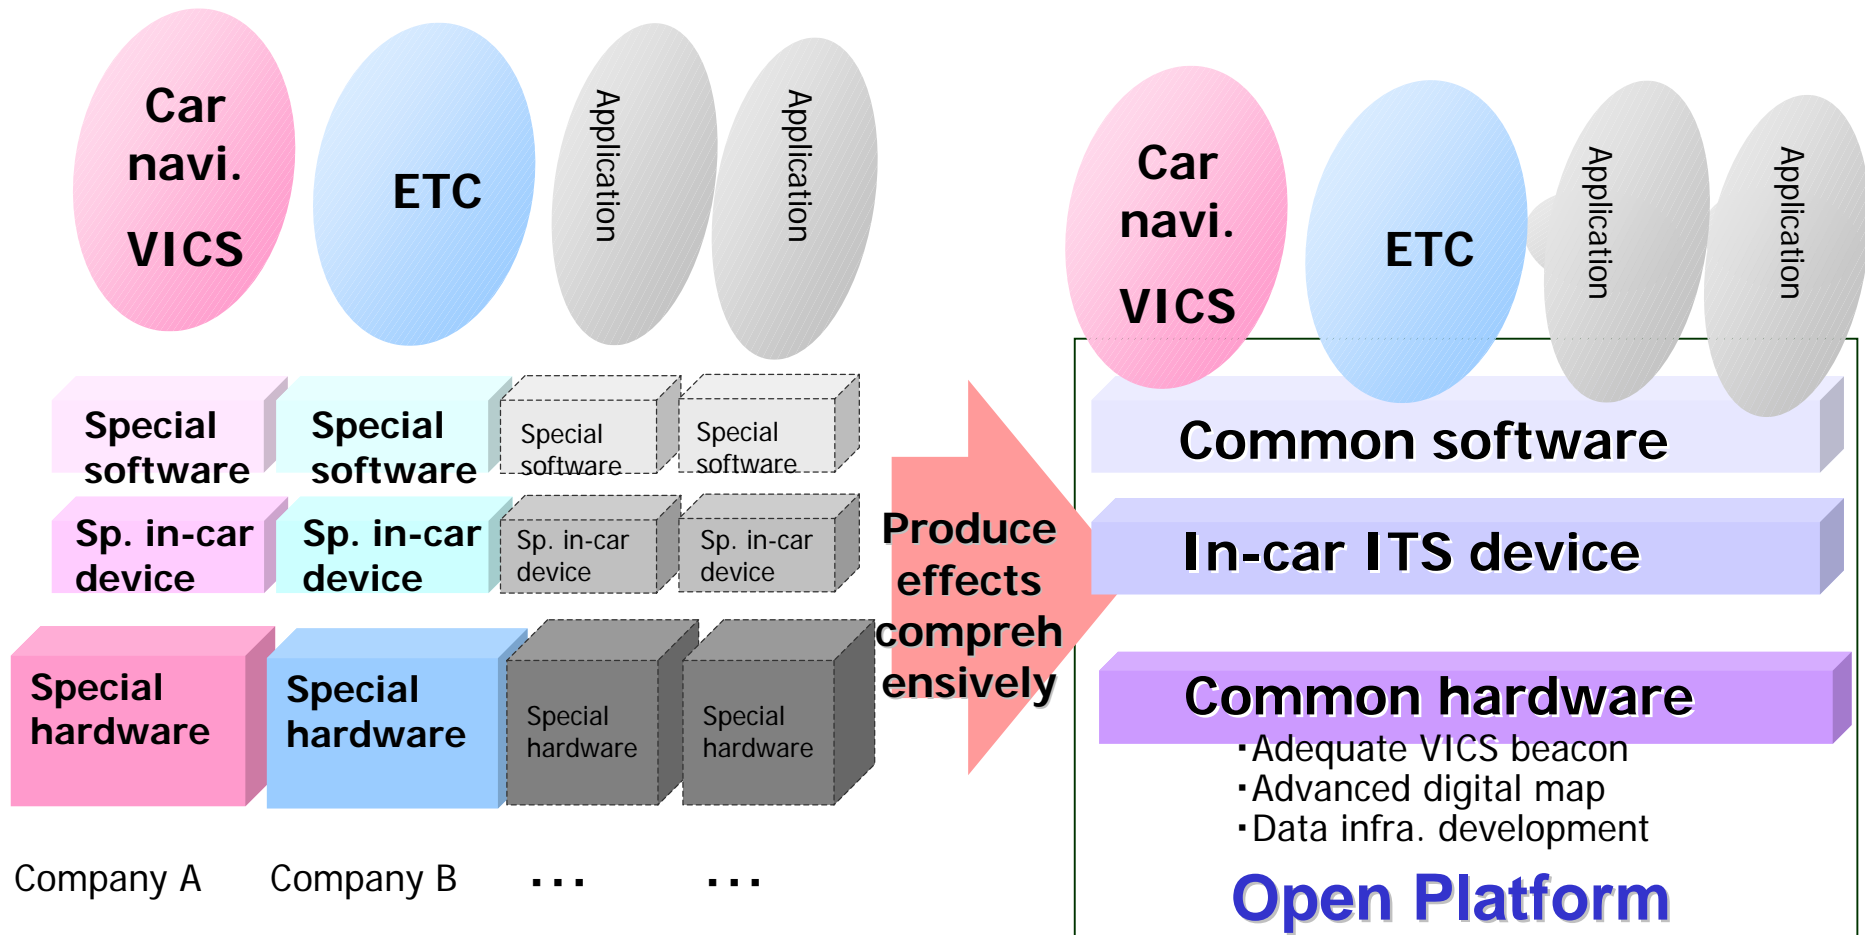 Car
navi.
VICS
ETC
Application
Application
Special
software
Special
software
Special
software
Special
software
Sp. in-car
device
Sp. in-car
device
Sp. in-car
device
Sp. in-car
device
Special
hardware
Special
hardware
Special
hardware
Special
hardware
Company A
Company B
...
...
Produce
effects
compreh
ensively
Car
navi.
VICS
ETC
Application
Application
Common software
In-car ITS device
Common hardware
・Adequate VICS beacon
・Advanced digital map
・Data infra. development
Open Platform